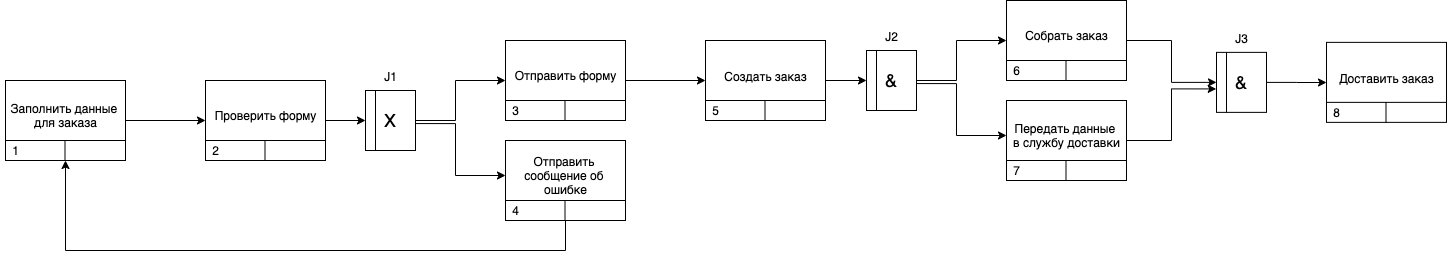 Заполнить данные
для заказа
1
Проверить форму
2
J1
X
Отправить форму
3
Отправить
сообщение об
ошибке
4
Создать заказ
5
J2
&
Собрать заказ
6
Передать данные
в службу доставки
7
J3
&
Доставить заказ
8